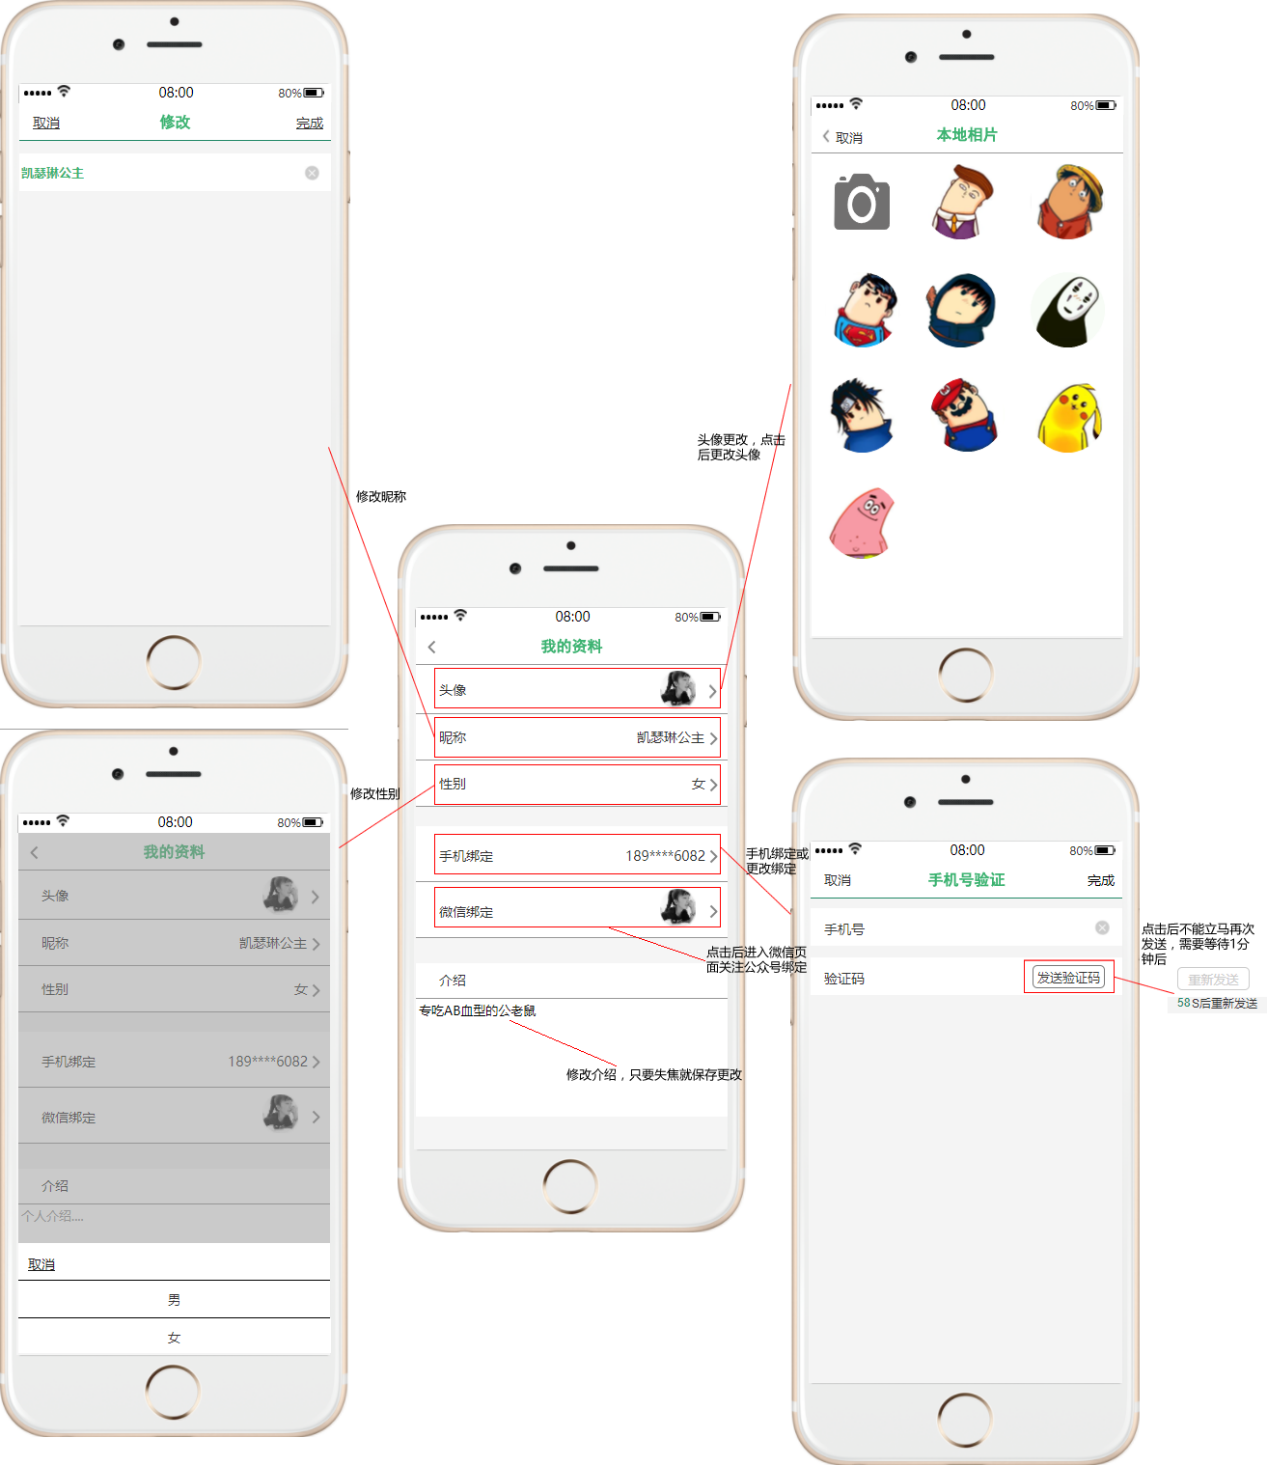 08:00
80%
取消
修改
完成
凯瑟琳公主
08:00
80%
取消
本地相片
头像更改，点击
后更改头像
修改昵称
08:00
80%
我的资料
头像
昵称
凯瑟琳公主
性别
女
手机绑定
189****6082
微信绑定
点击后进入微信页
面关注公众号绑定
介绍
专吃AB血型的公老鼠
修改介绍，只要失焦就保存更改
修改性别
08:00
80%
我的资料
头像
昵称
凯瑟琳公主
性别
女
手机绑定
189****6082
微信绑定
介绍
个人介绍....
取消
男
女
手机绑定或
更改绑定
08:00
80%
取消
手机号验证
完成
手机号
验证码
发送验证码
点击后不能立马再次
发送，需要等待1分
钟后
重新发送
58S后重新发送